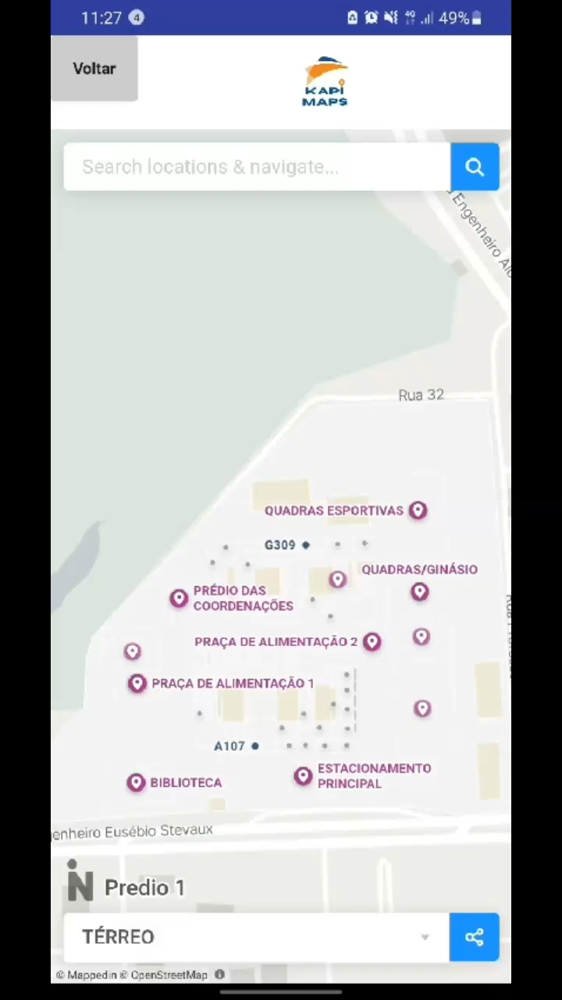 11:27 4
4G 49%
Voltar
KAPI
MAPS
Search locations & navigate...
Engenheiro
Rua 32
QUADRAS ESPORTIVAS
G309
QUADRAS/GINÁSIO
PRÉDIO DAS
COORDENAÇÕES
PRAÇA DE ALIMENTAÇÃO 2
PRAÇA DE ALIMENTAÇÃO 1
A107
ESTACIONAMENTO
PRINCIPAL
BIBLIOTECA
enheiro Eusébio Stevaux
Predio 1
TÉRREO
© Mappedin © OpenStreetMap